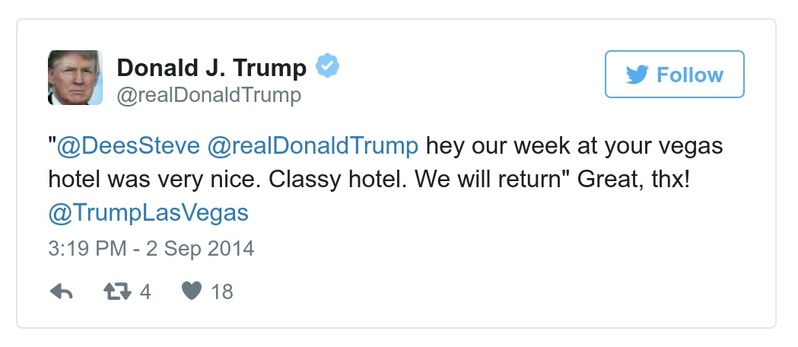 Donald J. Trump
@realDonaldTrump
Follow
"@DeesSteve @realDonaldTrump hey our week at your vegas
hotel was very nice. Classy hotel. We will return" Great, thx!
@TrumpLasVegas
3:19 PM - 2 Sep 2014
4 18